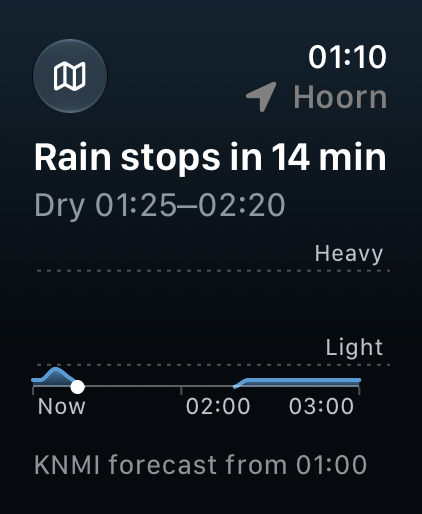 01:10
Hoorn
Rain stops in 14 min
Dry 01:25–02:20
Heavy
Light
Now 02:00 03:00
KNMI forecast from 01:00